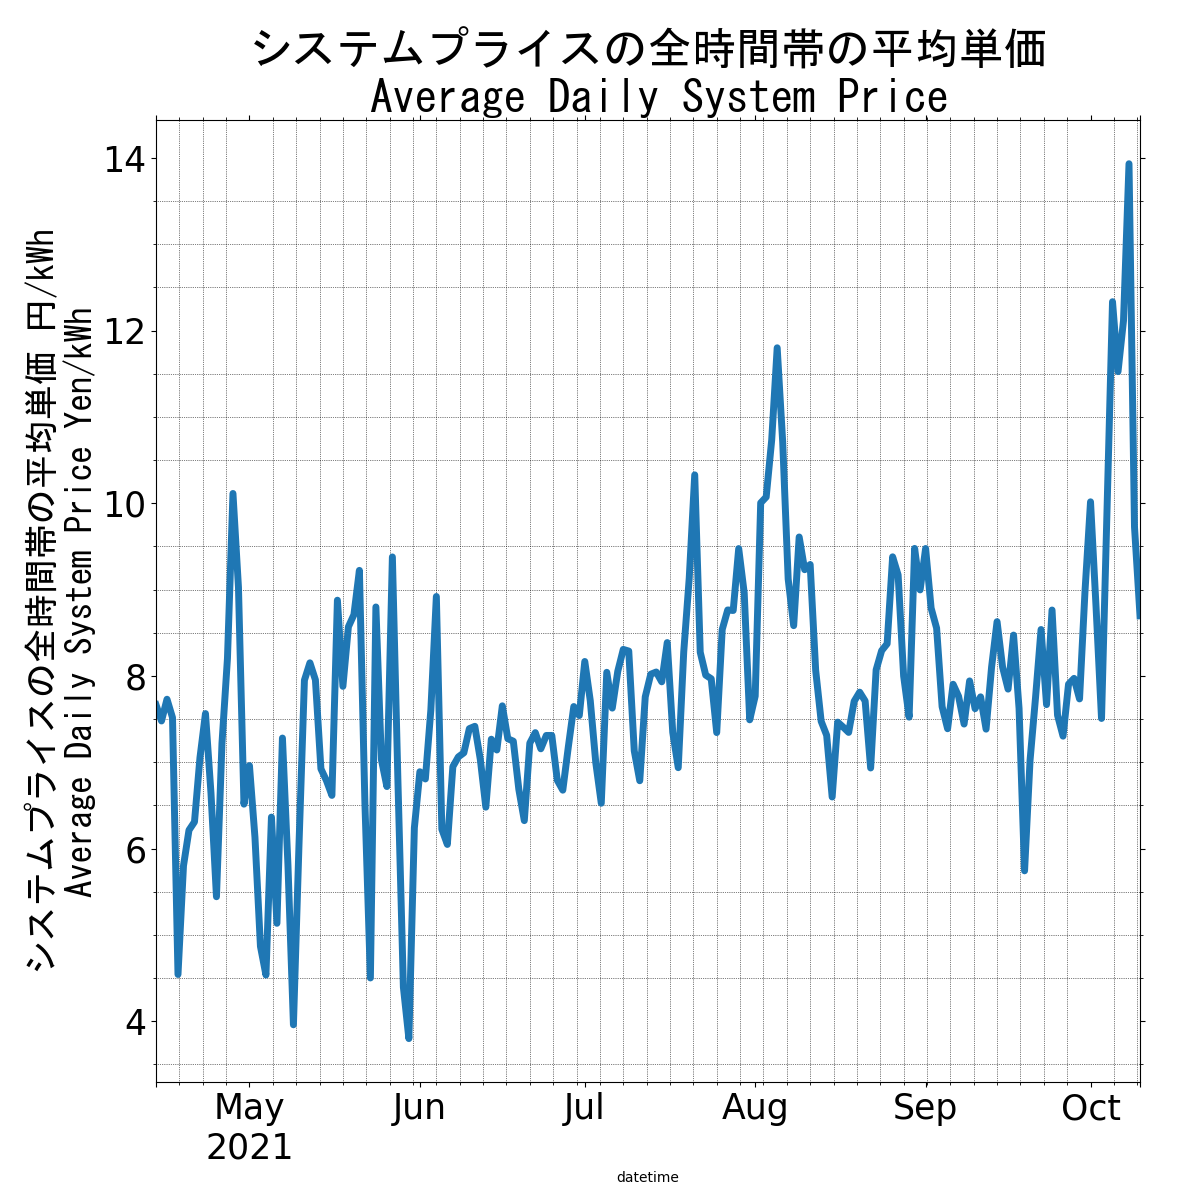 システムプライスの全時間帯の平均単価
Average Daily System Price
システムプライスの全時間帯の平均単価 円/kWh
Average Daily System Price Yen/kWh
14
12
10
8
6
4
May
2021
Jun
Jul
Aug
Sep
Oct
datetime